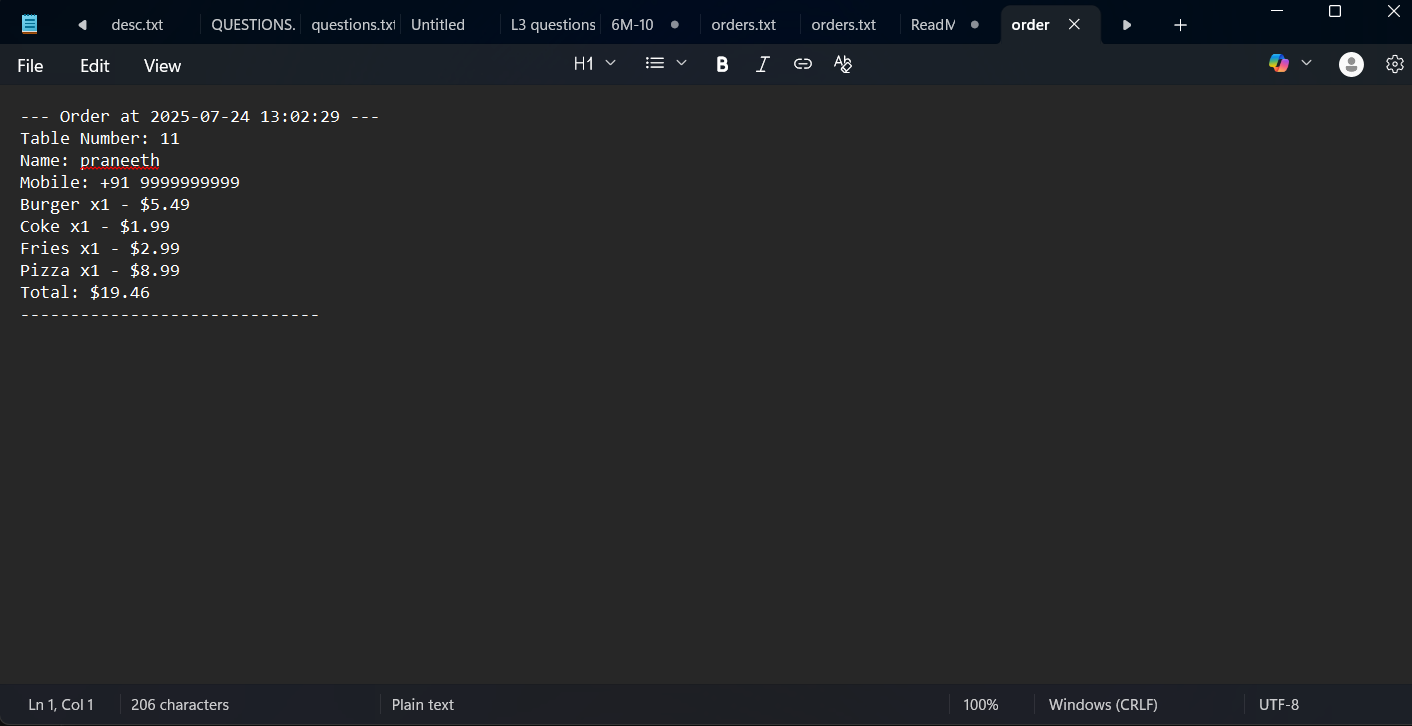 desc.txt QUESTIONS. questions.txt Untitled L3 questions 6M-10 orders.txt orders.txt ReadM order
File Edit View H1 B I
--- Order at 2025-07-24 13:02:29 ---
Table Number: 11
Name: praneeth
Mobile: +91 9999999999
Burger x1 - $5.49
Coke x1 - $1.99
Fries x1 - $2.99
Pizza x1 - $8.99
Total: $19.46
------------------------------
Ln 1, Col 1 206 characters Plain text 100% Windows (CRLF) UTF-8